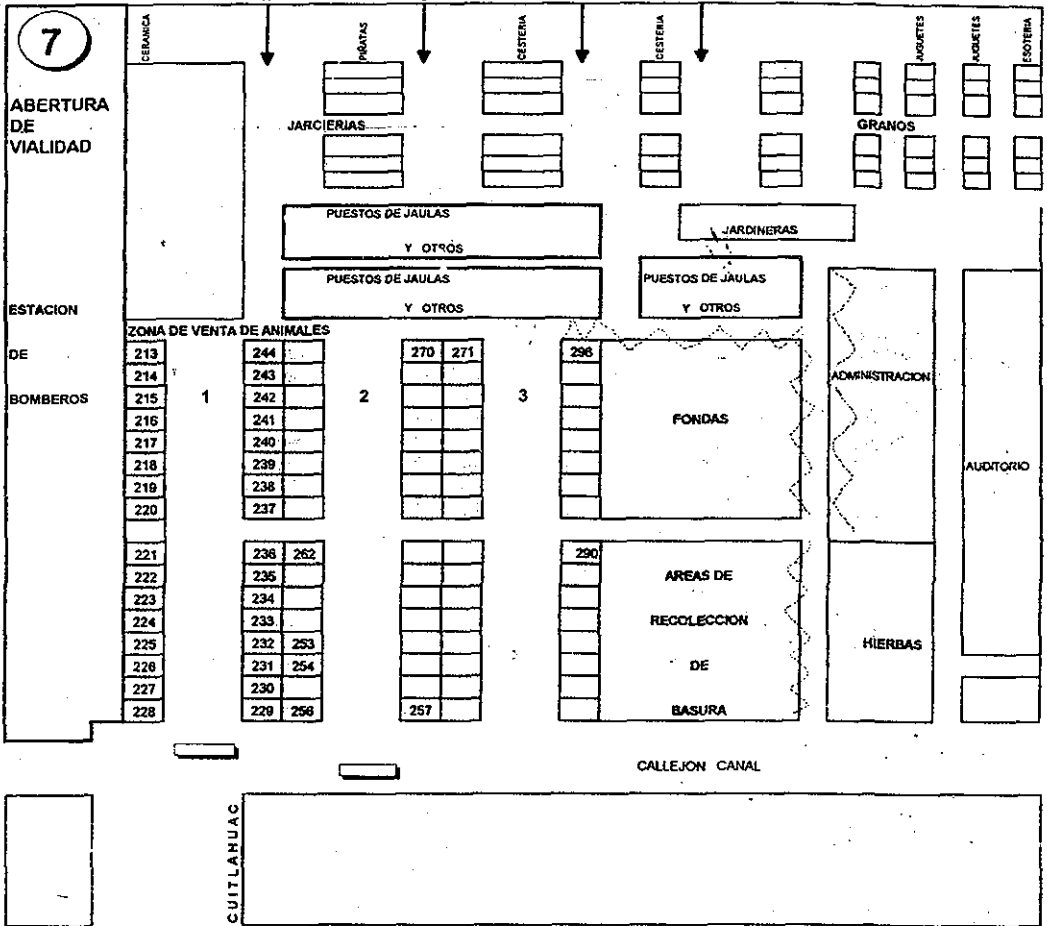 7
ABERTURA
DE
VIALIDAD
ESTACION
DE
BOMBEROS
CERAMICA
PIÑATAS
CESTERIA
CESTERIA
JUGUETES
JUGUETES
ESOTERIA
JARCIERIAS
GRANOS
PUESTOS DE JAULAS
Y OTROS
JARDINERAS
PUESTOS DE JAULAS
Y OTROS
PUESTOS DE JAULAS
Y OTROS
ZONA DE VENTA DE ANIMALES
213 244 270 271 298
214 243
215 1 242 2 3
216 241
217 240
218 239
219 238
220 237
221 236 262 290
222 235
223 234
224 233
225 232 253
226 231 254
227 230
228 229 256 257
FONDAS
ADMINISTRACION
AUDITORIO
AREAS DE
RECOLECCION
DE
BASURA
HIERBAS
CALLEJON CANAL
CUITLAHUAC